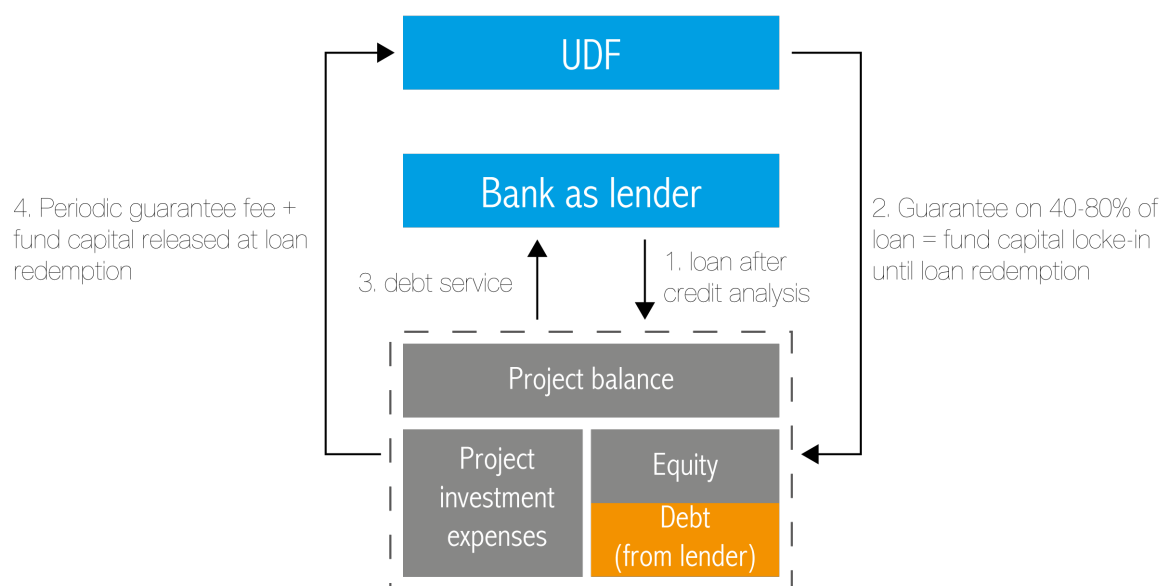 UDF
Bank as lender
4. Periodic guarantee fee +
fund capital released at loan
redemption
2. Guarantee on 40-80% of
loan = fund capital locke-in
until loan redemption
3. debt service
1. loan after
credit analysis
Project balance
Project
investment
expenses
Equity
Debt
(from lender)